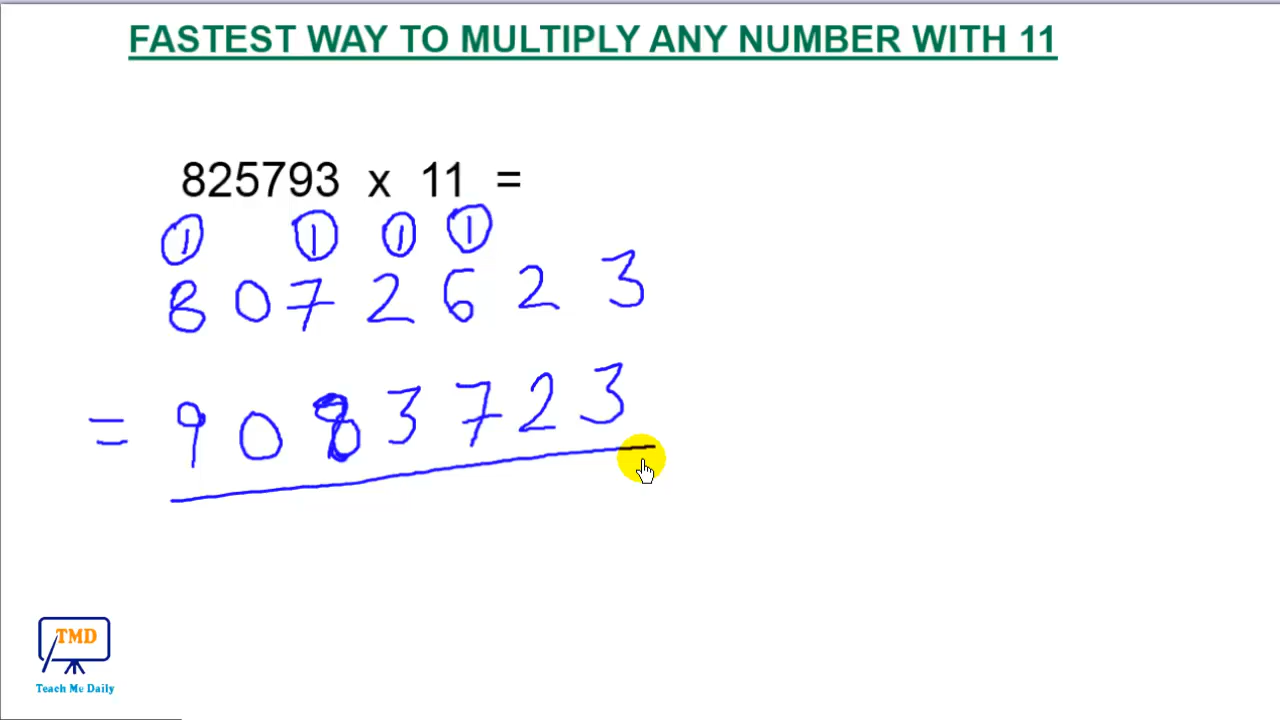 FASTEST WAY TO MULTIPLY ANY NUMBER WITH 11
825793 x 11 =
1 1 1 1
8 0 7 2 6 2 3
= 9 0 8 3 7 2 3
TMD
Teach Me Daily